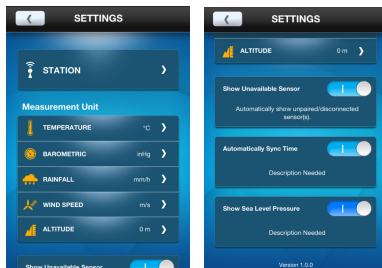 SETTINGS
STATION
Measurement Unit
TEMPERATURE °C
BAROMETRIC inHg
RAINFALL mm/h
WIND SPEED m/s
ALTITUDE 0 m
Show Unavailable Sensor
SETTINGS
ALTITUDE 0 m
Show Unavailable Sensor
Automatically show unpaired/disconnected
sensor(s).
Automatically Sync Time
Description Needed
Show Sea Level Pressure
Description Needed
Version 1.0.0